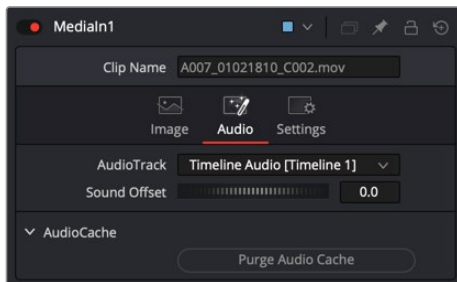 MediaIn1
Clip Name A007_01021810_C002.mov
Image Audio Settings
AudioTrack Timeline Audio [Timeline 1]
Sound Offset 0.0
AudioCache
Purge Audio Cache